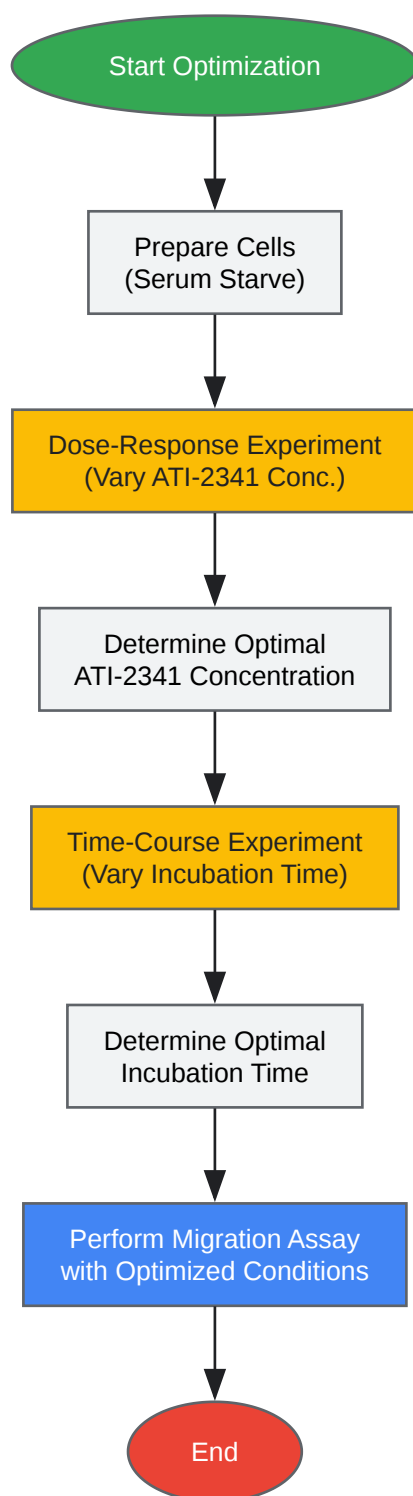 Start Optimization
Prepare Cells
(Serum Starve)
Dose-Response Experiment
(Vary ATI-2341 Conc.)
Determine Optimal
ATI-2341 Concentration
Time-Course Experiment
(Vary Incubation Time)
Determine Optimal
Incubation Time
Perform Migration Assay
with Optimized Conditions
End